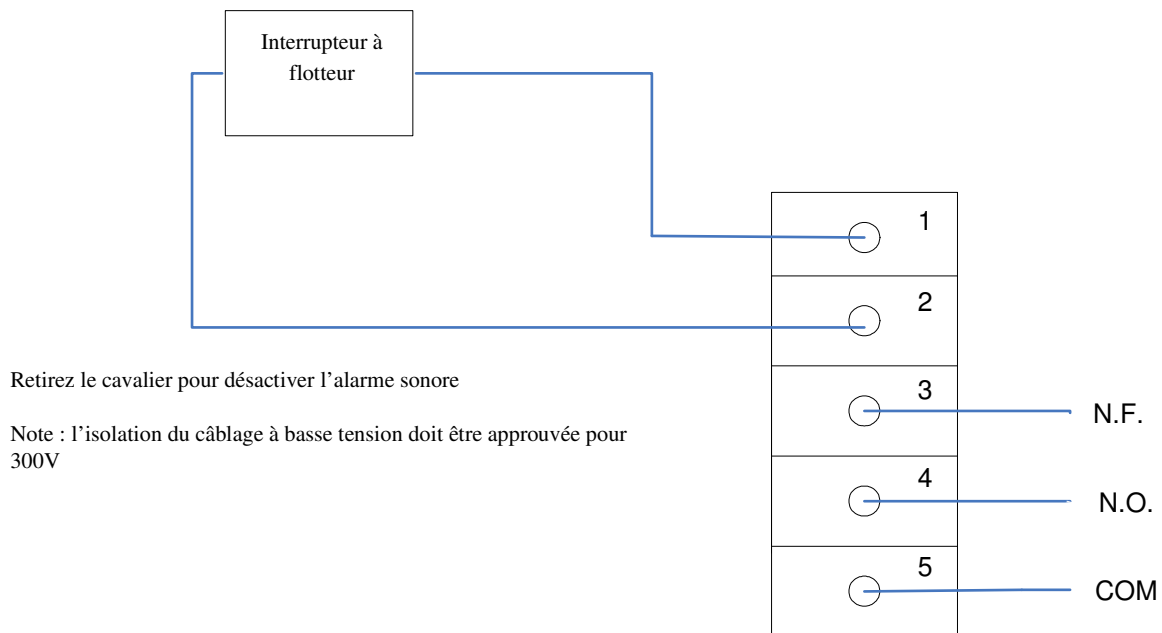 Interrupteur à
flotteur
1
2
Retirez le cavalier pour désactiver l’alarme sonore
3
N.F.
Note : l’isolation du câblage à basse tension doit être approuvée pour
300V
4
N.O.
5
COM